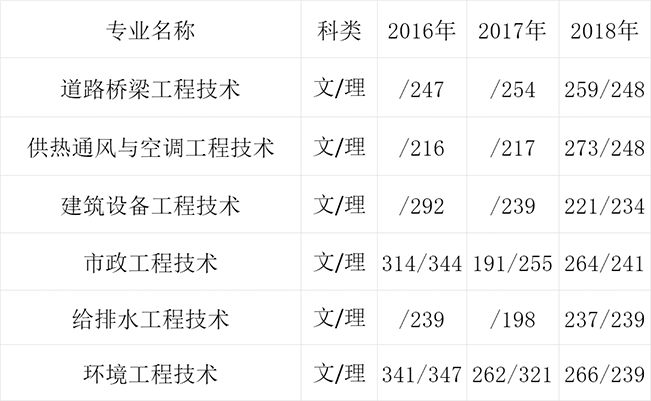 专业名称 科类 2016年 2017年 2018年
道路桥梁工程技术 文/理 /247 /254 259/248
供热通风与空调工程技术 文/理 /216 /217 273/248
建筑设备工程技术 文/理 /292 /239 221/234
市政工程技术 文/理 314/344 191/255 264/241
给排水工程技术 文/理 /239 /198 237/239
环境工程技术 文/理 341/347 262/321 266/239